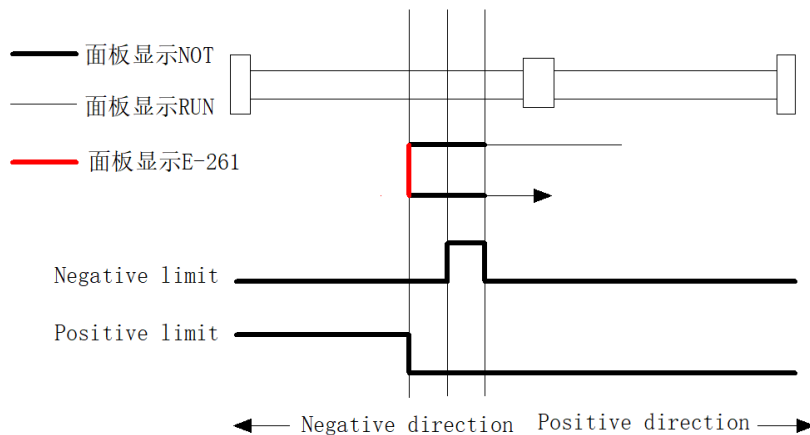 面板显示NOT
面板显示RUN
面板显示E-261
Negative limit
Positive limit
Negative direction
Positive direction